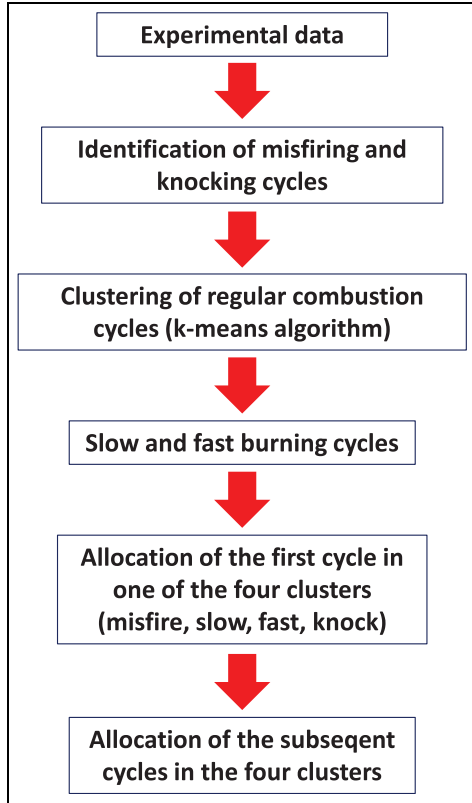 Experimental data
Identification of misfiring and
knocking cycles
Clustering of regular combustion
cycles (k-means algorithm)
Slow and fast burning cycles
Allocation of the first cycle in
one of the four clusters
(misfire, slow, fast, knock)
Allocation of the subseqent
cycles in the four clusters